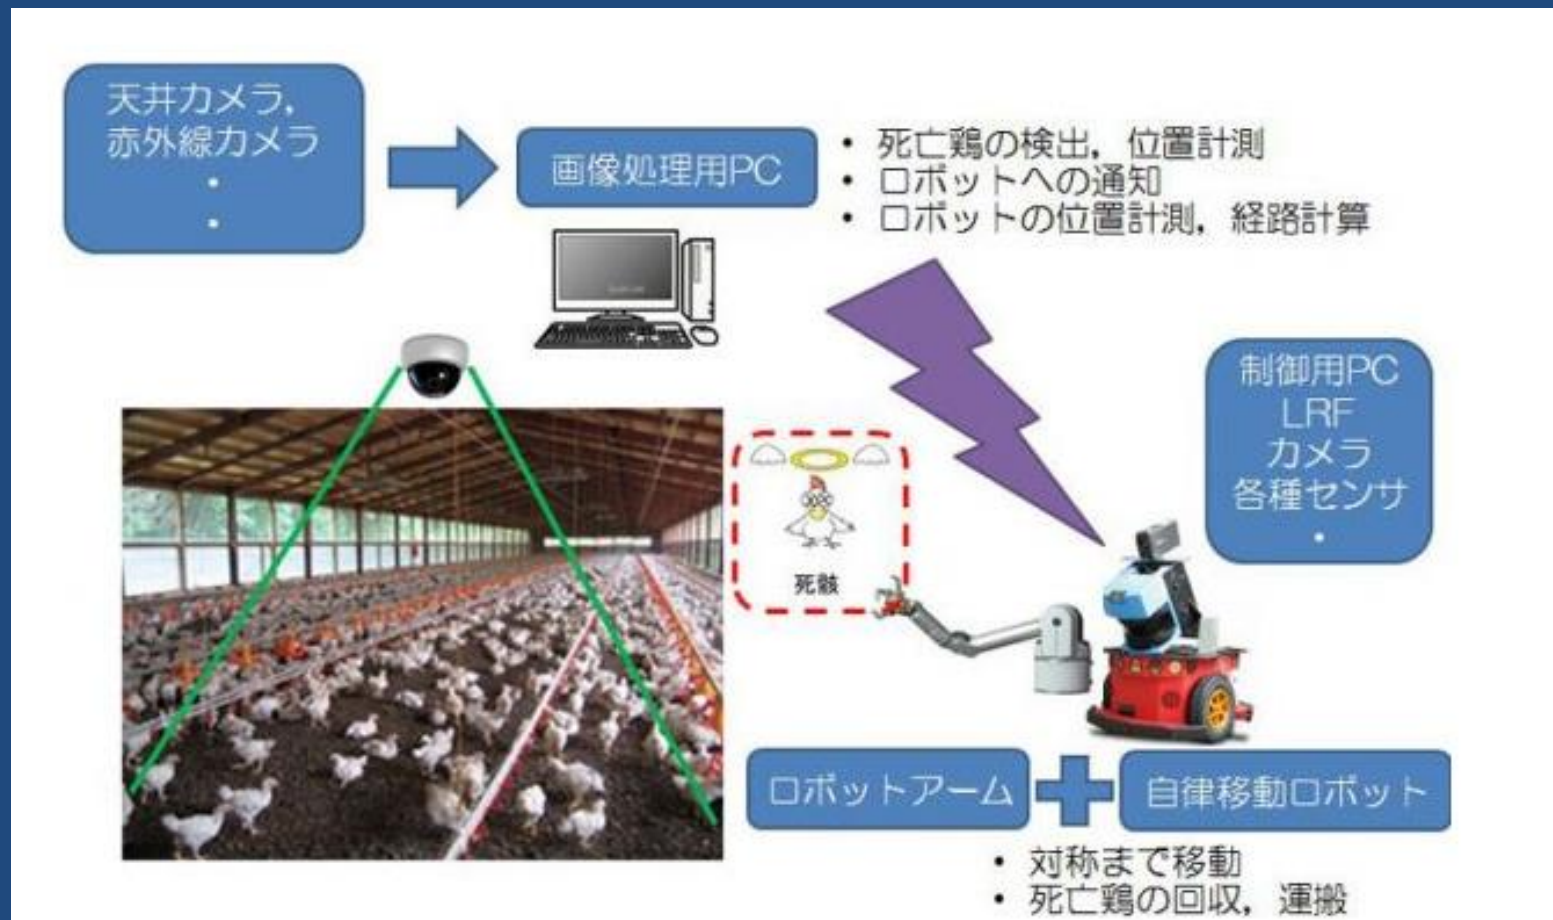 天井カメラ,
赤外線カメラ
・
・
画像処理用PC
• 死亡鶏の検出,位置計測
• ロボットへの通知
• ロボットの位置計測,経路計算
制御用PC
LRF
カメラ
各種センサ
・
死骸
ロボットアーム
自律移動ロボット
• 対称まで移動
• 死亡鶏の回収,運搬